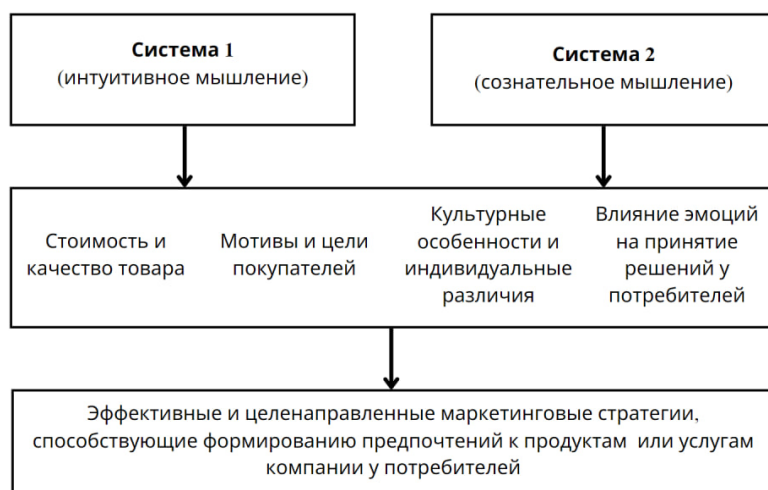 Система 1
(интуитивное мышление)
Система 2
(сознательное мышление)
Стоимость и
качество товара
Мотивы и цели
покупателей
Культурные
особенности и
индивидуальные
различия
Влияние эмоций
на принятие
решений у
потребителей
Эффективные и целенаправленные маркетинговые стратегии,
способствующие формированию предпочтений к продуктам или услугам
компании у потребителей